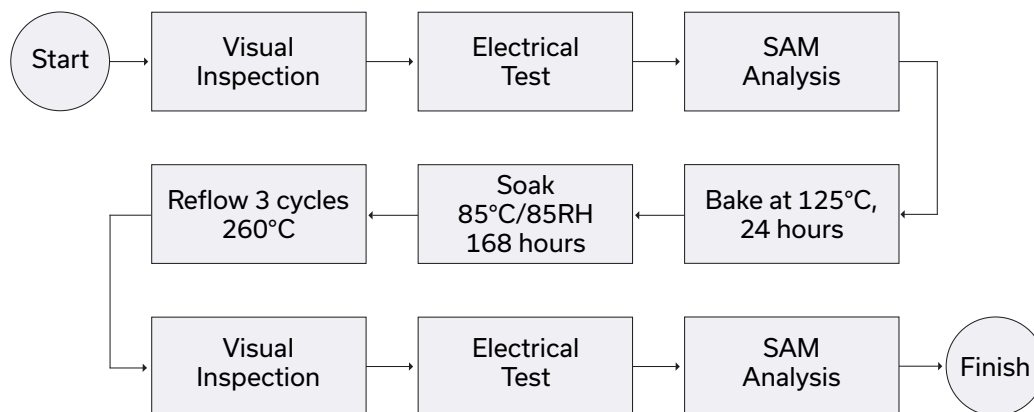 Start
Visual
Inspection
Electrical
Test
SAM
Analysis
Bake at 125°C,
24 hours
Soak
85°C/85RH
168 hours
Reflow 3 cycles
260°C
Visual
Inspection
Electrical
Test
SAM
Analysis
Finish